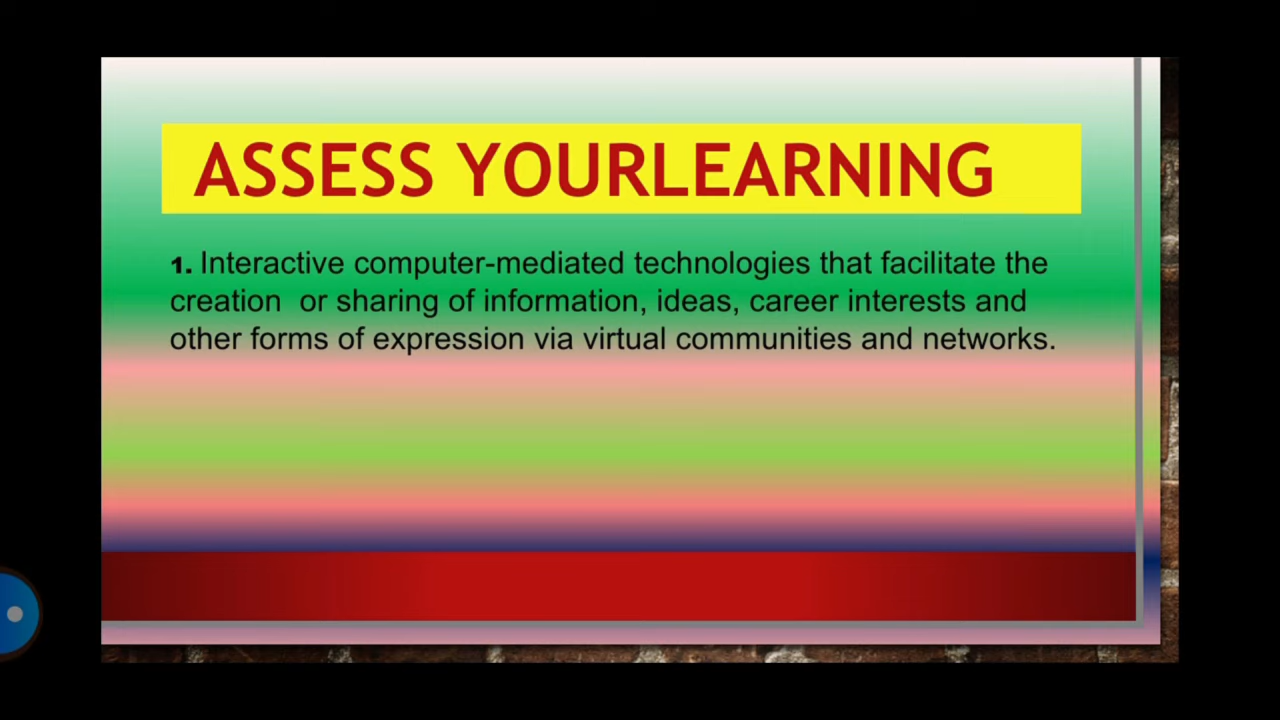 ASSESS YOURLEARNING
1. Interactive computer-mediated technologies that facilitate the
creation  or sharing of information, ideas, career interests and
other forms of expression via virtual communities and networks.